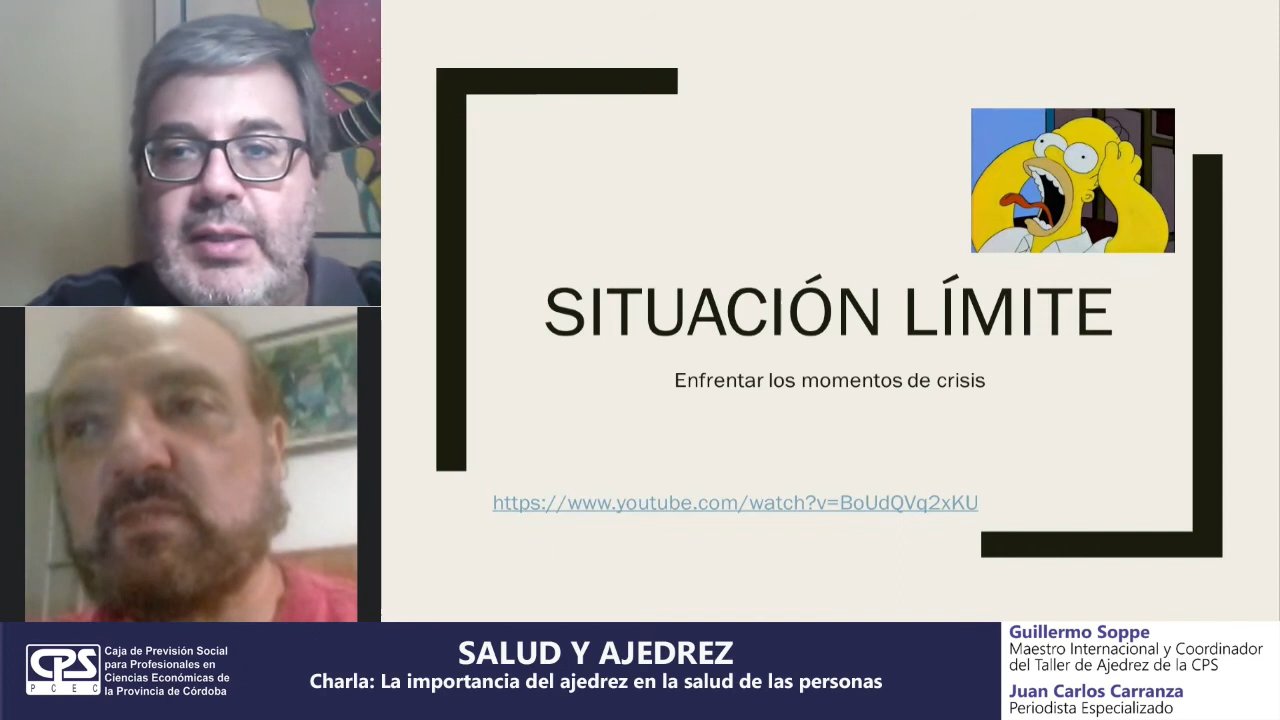 SITUACIÓN LÍMITE
Enfrentar los momentos de crisis
https://www.youtube.com/watch?v=BoUdQVq2xKU
CPS
PCEC
Caja de Previsión Social
para Profesionales en
Ciencias Económicas de
la Provincia de Córdoba
SALUD Y AJEDREZ
Charla: La importancia del ajedrez en la salud de las personas
Guillermo Soppe
Maestro Internacional y Coordinador
del Taller de Ajedrez de la CPS
Juan Carlos Carranza
Periodista Especializado